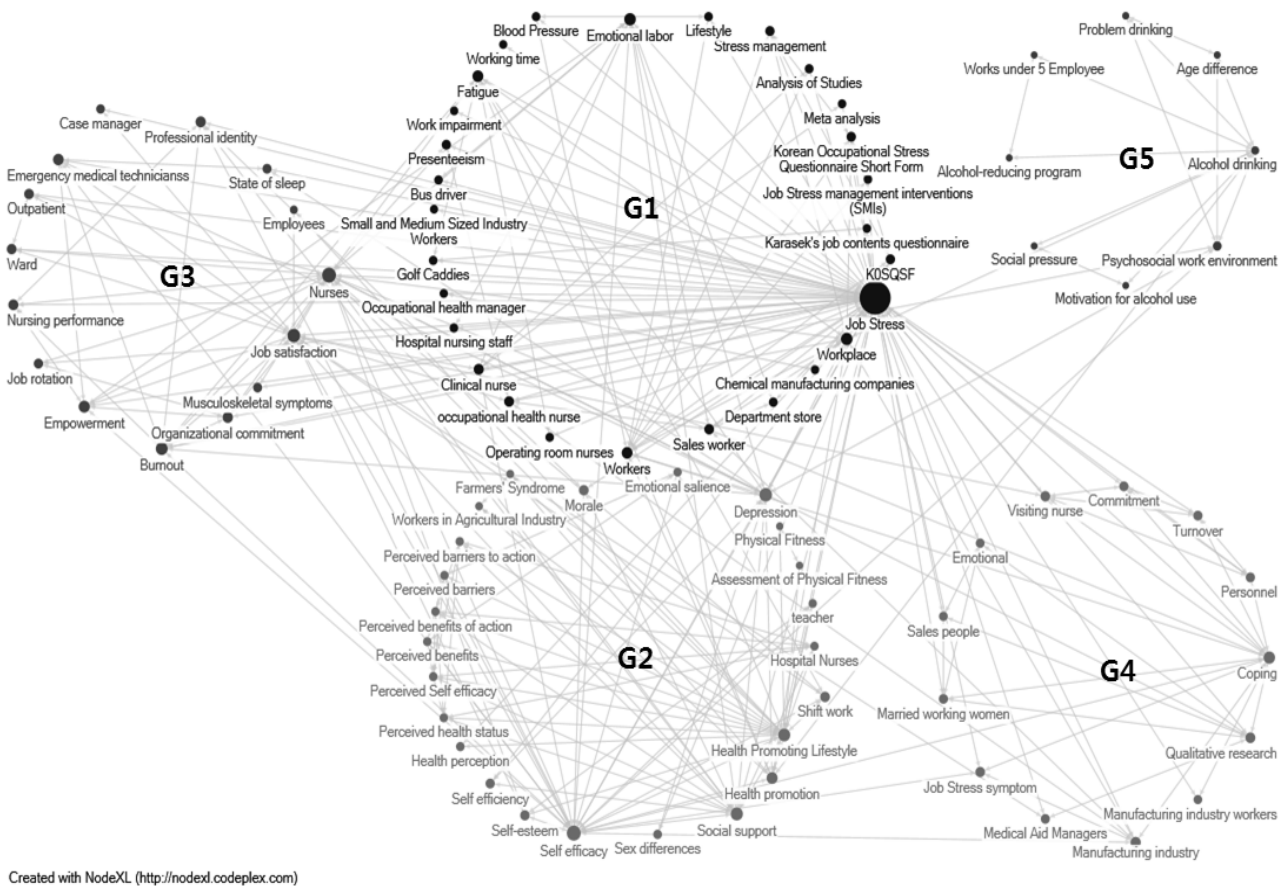 Blood Pressure
Emotional labor
Lifestyle
Stress management
Working time
Analysis of Studies
Fatigue
Meta analysis
Work impairment
Korean Occupational Stress
Questionnaire Short Form
Presenteeism
Job Stress management interventions
(SMIs)
Bus driver
Small and Medium Sized Industry
Workers
Karasek's job contents questionnaire
Golf Caddies
K0SQSF
Occupational health manager
Job Stress
Hospital nursing staff
Workplace
Clinical nurse
Chemical manufacturing companies
occupational health nurse
Department store
Operating room nurses
Sales worker
Workers
G1
Case manager
Professional identity
Emergency medical technicianss
State of sleep
Outpatient
Employees
Ward
G3
Nurses
Nursing performance
Job satisfaction
Job rotation
Musculoskeletal symptoms
Empowerment
Organizational commitment
Burnout
Problem drinking
Works under 5 Employee
Age difference
G5
Alcohol drinking
Alcohol-reducing program
Social pressure
Psychosocial work environment
Motivation for alcohol use
Farmers' Syndrome
Emotional salience
Morale
Depression
Workers in Agricultural Industry
Physical Fitness
Perceived barriers to action
Assessment of Physical Fitness
Perceived barriers
teacher
Perceived benefits of action
Perceived benefits
G2
Hospital Nurses
Perceived Self efficacy
Shift work
Perceived health status
Health Promoting Lifestyle
Health perception
Health promotion
Self efficiency
Self-esteem
Social support
Self efficacy
Sex differences
Visiting nurse
Commitment
Turnover
Emotional
Personnel
Sales people
G4
Coping
Married working women
Qualitative research
Job Stress symptom
Manufacturing industry workers
Medical Aid Managers
Manufacturing industry
Created with NodeXL (http://nodexl.codeplex.com)